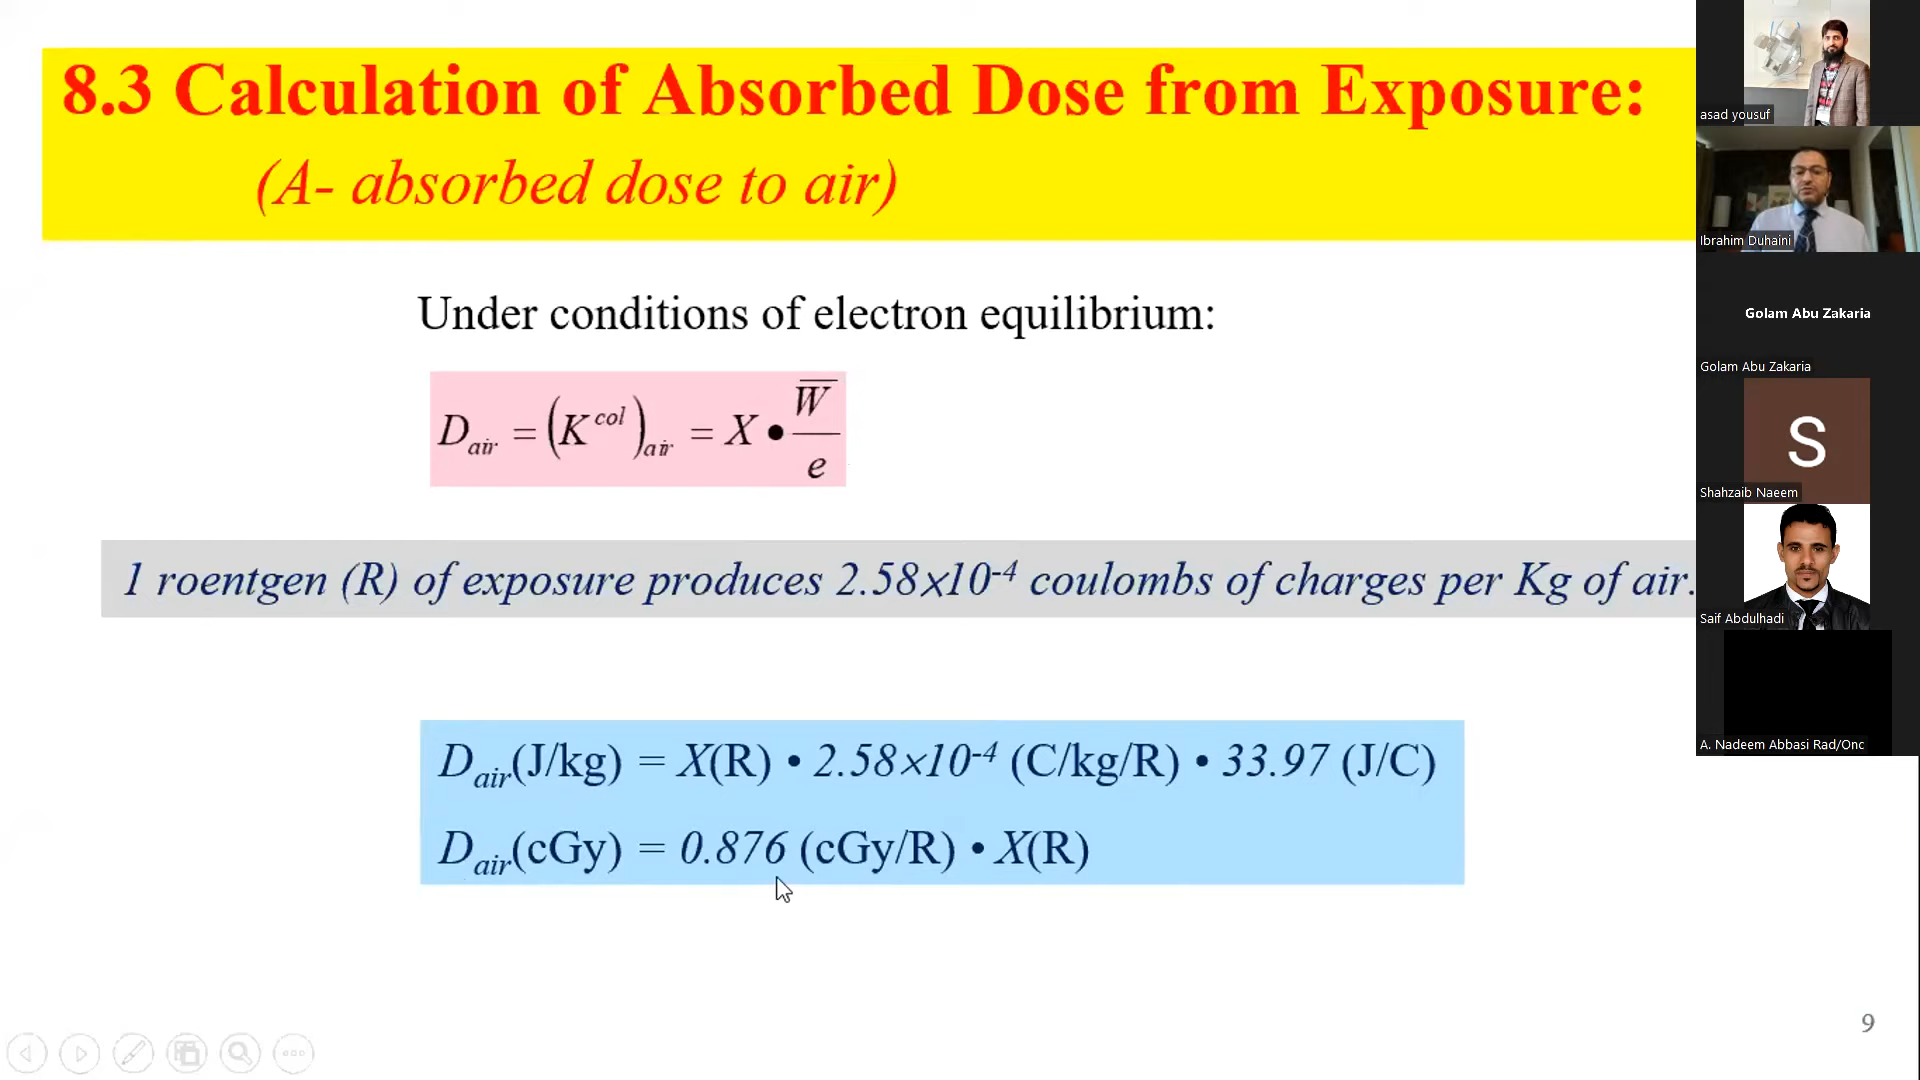 8.3 Calculation of Absorbed Dose from Exposure:
(A- absorbed dose to air)
Under conditions of electron equilibrium:
D_air = (K^col)_air = X • W̅/e
1 roentgen (R) of exposure produces 2.58×10⁻⁴ coulombs of charges per Kg of air.
D_air(J/kg) = X(R) • 2.58×10⁻⁴ (C/kg/R) • 33.97 (J/C)
D_air(cGy) = 0.876 (cGy/R) • X(R)
9
asad yousuf
Ibrahim Duhaini
Golam Abu Zakaria
Golam Abu Zakaria
S
Shahzaib Naeem
Saif Abdulhadi
A. Nadeem Abbasi Rad/Onc